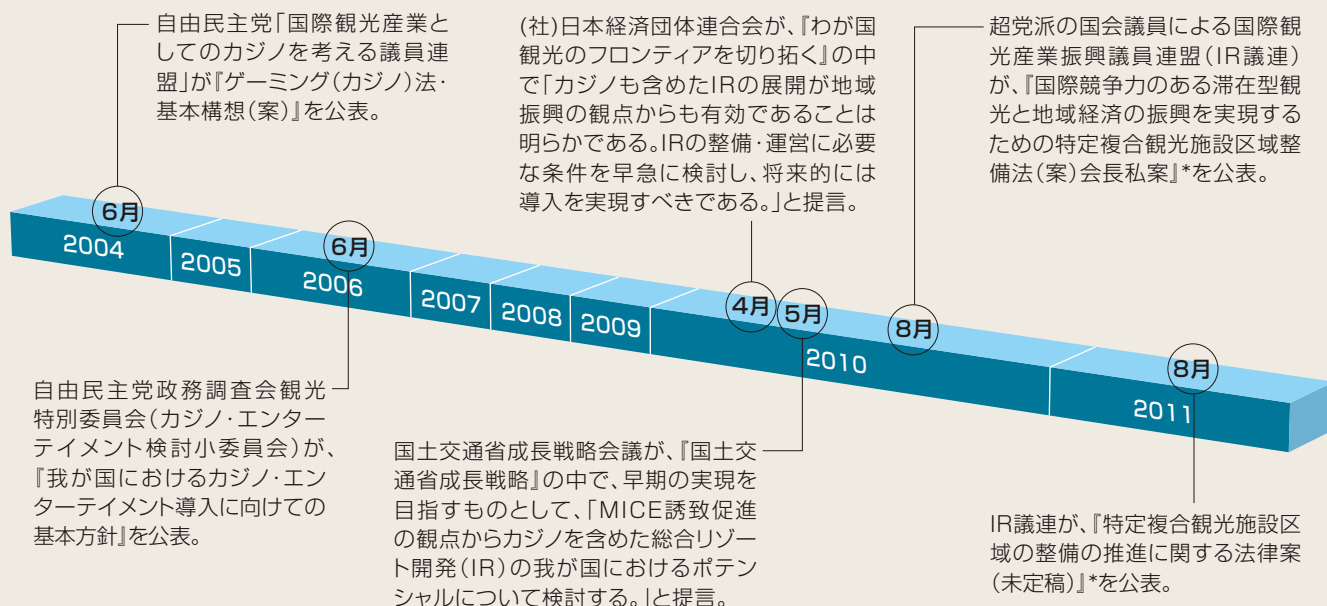 自由民主党「国際観光産業と
してのカジノを考える議員連
盟」が『ゲーミング(カジノ)法・
基本構想(案)』を公表。
(社)日本経済団体連合会が、『わが国
観光のフロンティアを切り拓く』の中
で「カジノも含めたIRの展開が地域
振興の観点からも有効であることは
明らかである。IRの整備・運営に必要
な条件を早急に検討し、将来的には
導入を実現すべきである。」と提言。
超党派の国会議員による国際観
光産業振興議員連盟(IR議連)
が、『国際競争力のある滞在型観
光と地域経済の振興を実現する
ための特定複合観光施設区域整
備法(案)会長私案』*を公表。
6月
6月
4月
5月
8月
8月
2004
2005
2006
2007
2008
2009
2010
2011
自由民主党政務調査会観光
特別委員会(カジノ・エンター
テイメント検討小委員会)が、
『我が国におけるカジノ・エン
ターテイメント導入に向けての
基本方針』を公表。
国土交通省成長戦略会議が、『国土交
通省成長戦略』の中で、早期の実現を
目指すものとして、「MICE誘致促進
の観点からカジノを含めた総合リゾー
ト開発(IR)の我が国におけるポテン
シャルについて検討する。」と提言。
IR議連が、『特定複合観光施設区
域の整備の推進に関する法律案
(未定稿)』*を公表。